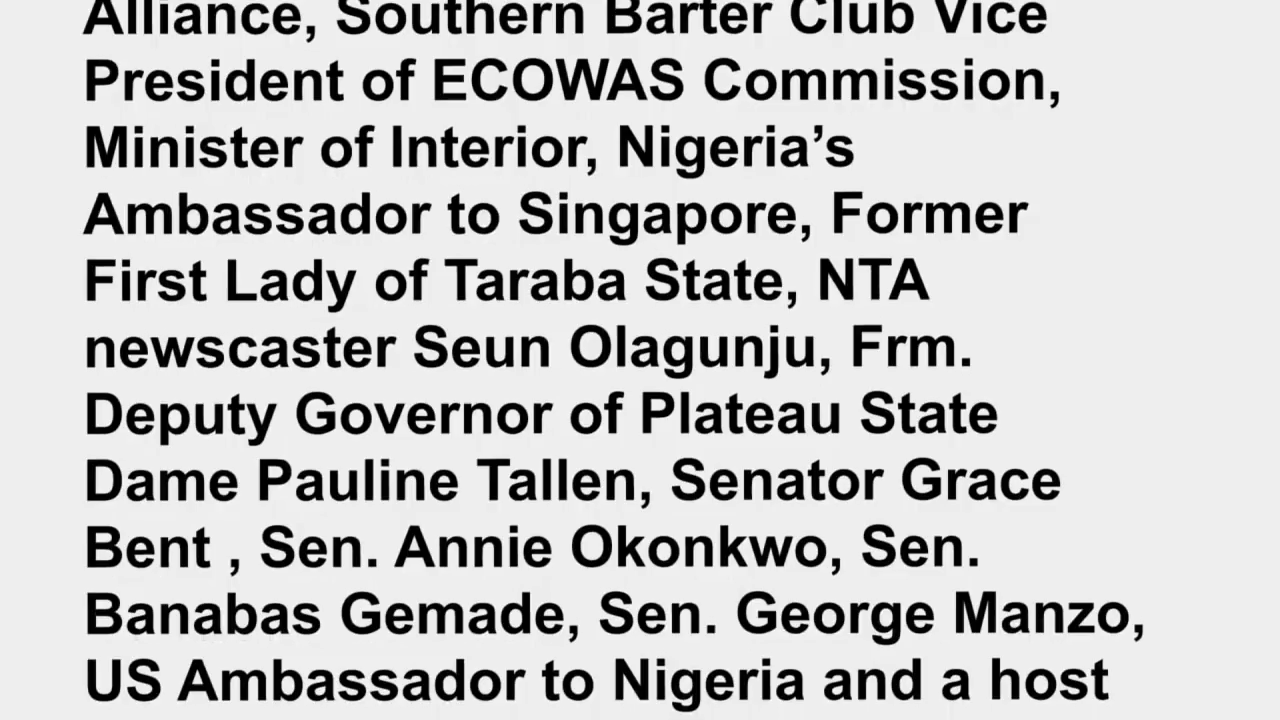 Alliance, Southern Barter Club Vice
President of ECOWAS Commission,
Minister of Interior, Nigeria’s
Ambassador to Singapore, Former
First Lady of Taraba State, NTA
newscaster Seun Olagunju, Frm.
Deputy Governor of Plateau State
Dame Pauline Tallen, Senator Grace
Bent , Sen. Annie Okonkwo, Sen.
Banabas Gemade, Sen. George Manzo,
US Ambassador to Nigeria and a host